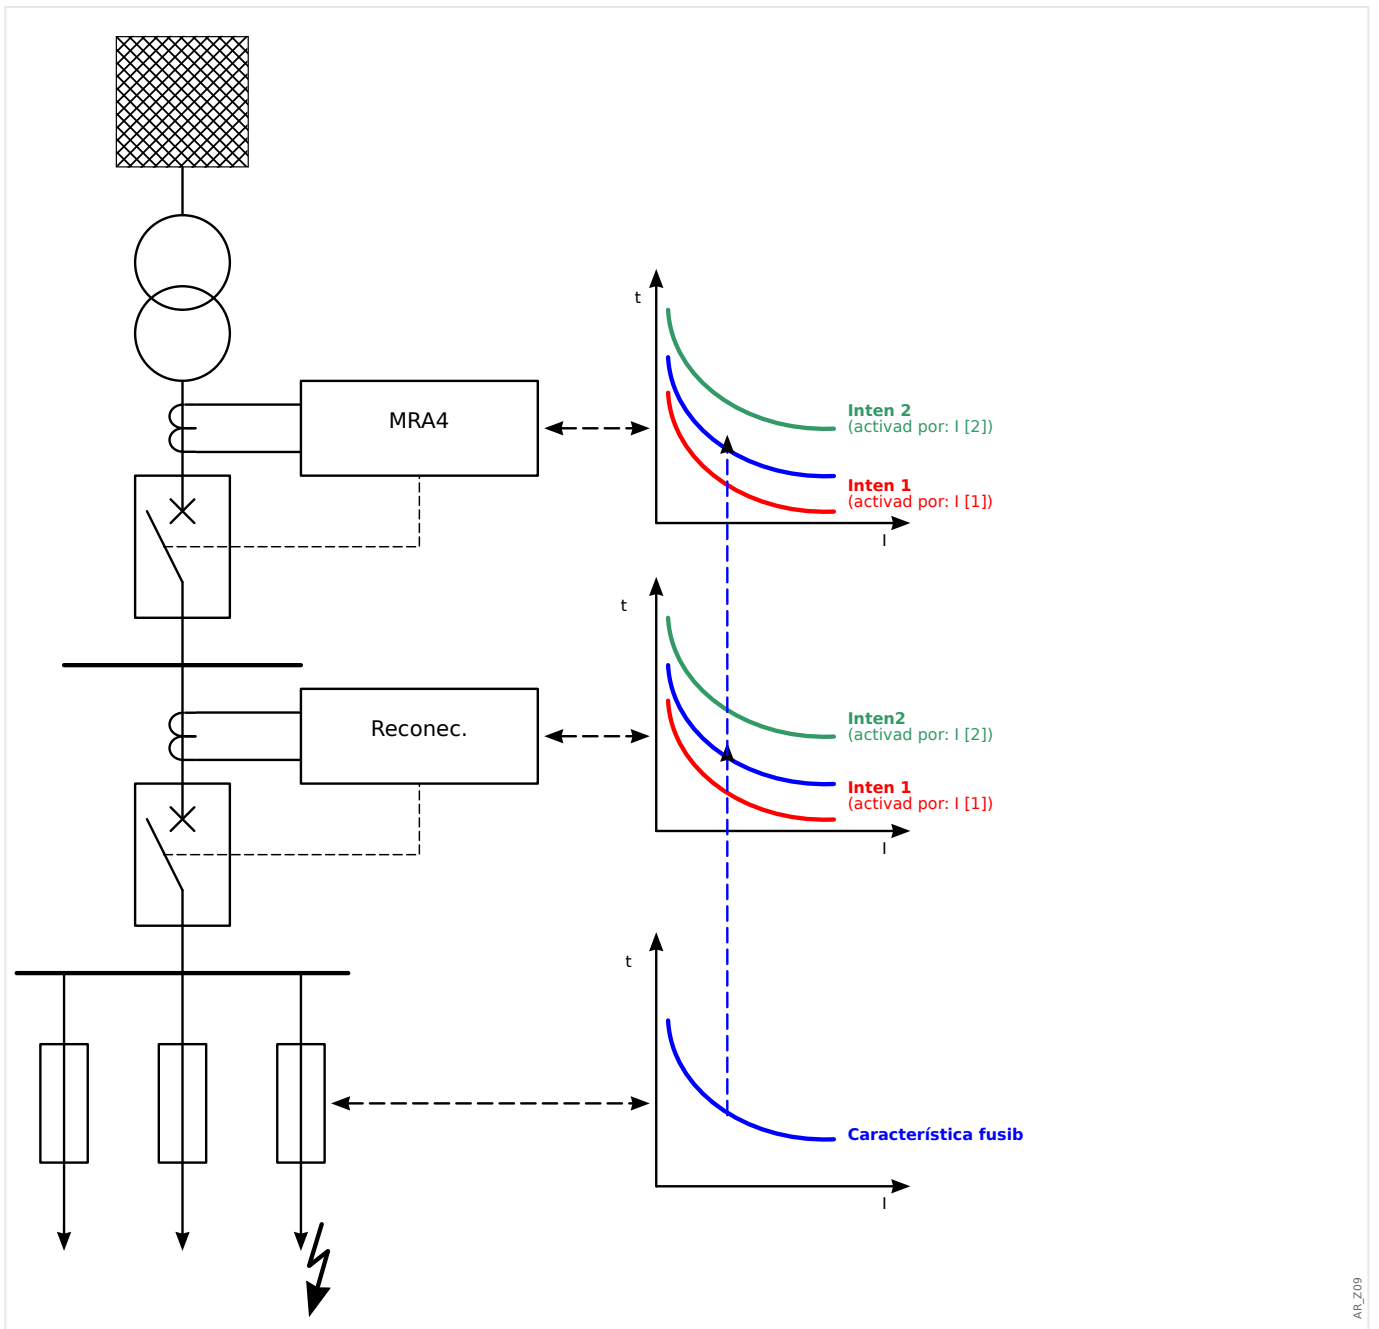 t
MRA4
Inten 2
(activad por: I [2])
Inten 1
(activad por: I [1])
I
t
Reconec.
Inten2
(activad por: I [2])
Inten 1
(activad por: I [1])
I
t
Característica fusib
I
AR_Z09